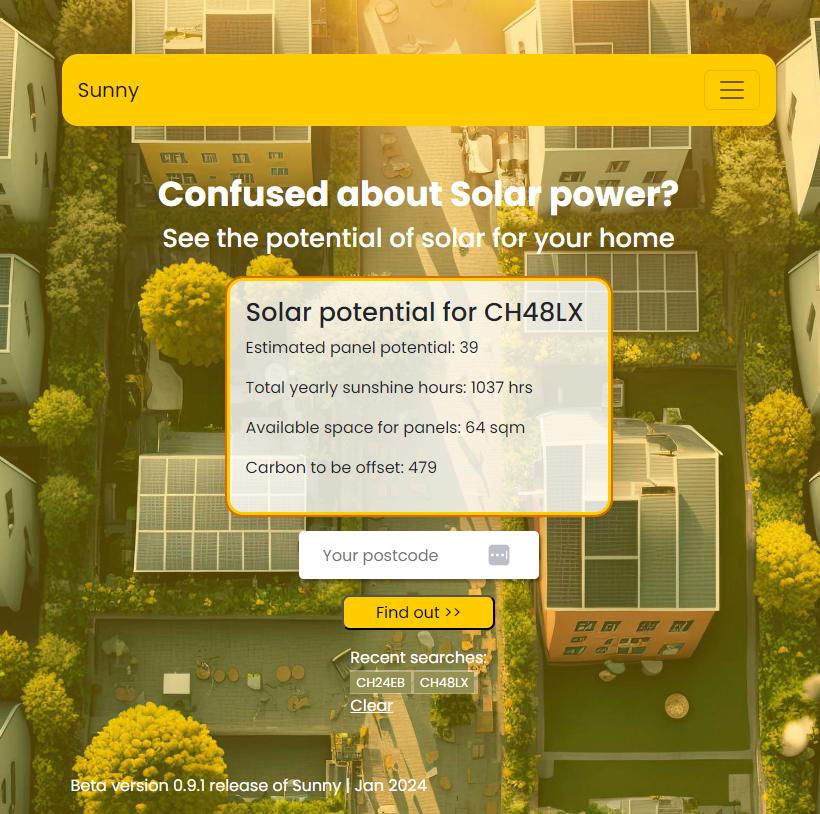 Sunny
Confused about Solar power?
See the potential of solar for your home
Solar potential for CH48LX
Estimated panel potential: 39
Total yearly sunshine hours: 1037 hrs
Available space for panels: 64 sqm
Carbon to be offset: 479
Your postcode
Find out >>
Recent searches:
CH24EB CH48LX
Clear
Beta version 0.9.1 release of Sunny | Jan 2024